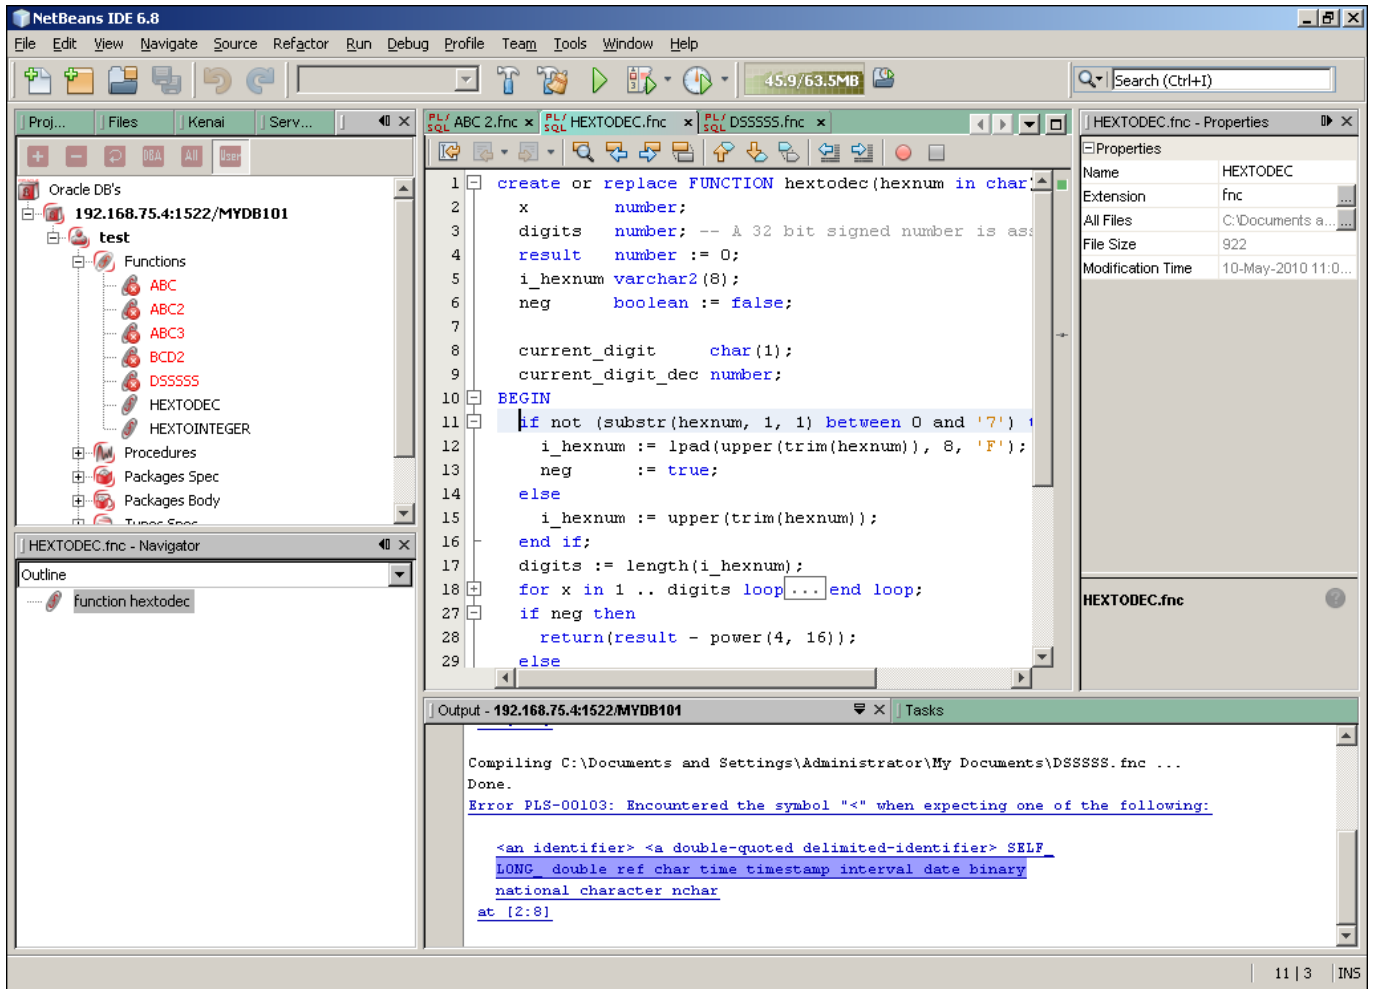 NetBeans IDE 6.8
File Edit View Navigate Source Refactor Run Debug Profile Team Tools Window Help
45.9/63.5MB
Search (Ctrl+I)
Proj... Files Kenai Serv...
DBA All User
Oracle DB's
192.168.75.4:1522/MYDB101
test
Functions
ABC
ABC2
ABC3
BCD2
DSSSSS
HEXTODEC
HEXTOINTEGER
Procedures
Packages Spec
Packages Body
Types Spec
HEXTODEC.fnc - Navigator
Outline
function hextodec
PL/SQL ABC 2.fnc PL/SQL HEXTODEC.fnc PL/SQL DSSSSS.fnc
1 create or replace FUNCTION hextodec(hexnum in char)
2 x number;
3 digits number; -- A 32 bit signed number is ass
4 result number := 0;
5 i_hexnum varchar2(8);
6 neg boolean := false;
7
8 current_digit char(1);
9 current_digit_dec number;
10 BEGIN
11 if not (substr(hexnum, 1, 1) between 0 and '7') t
12 i_hexnum := lpad(upper(trim(hexnum)), 8, 'F');
13 neg := true;
14 else
15 i_hexnum := upper(trim(hexnum));
16 end if;
17 digits := length(i_hexnum);
18 for x in 1 .. digits loop ... end loop;
27 if neg then
28 return(result - power(4, 16));
29 else
HEXTODEC.fnc - Properties
Properties
Name HEXTODEC
Extension fnc ...
All Files C:\Documents a... ...
File Size 922
Modification Time 10-May-2010 11:0...
HEXTODEC.fnc
Output - 192.168.75.4:1522/MYDB101 Tasks
Compiling C:\Documents and Settings\Administrator\My Documents\DSSSSS.fnc ...
Done.
Error PLS-00103: Encountered the symbol "<" when expecting one of the following:
<an identifier> <a double-quoted delimited-identifier> SELF_
LONG_ double ref char time timestamp interval date binary
national character nchar
at [2:8]
11 | 3 INS